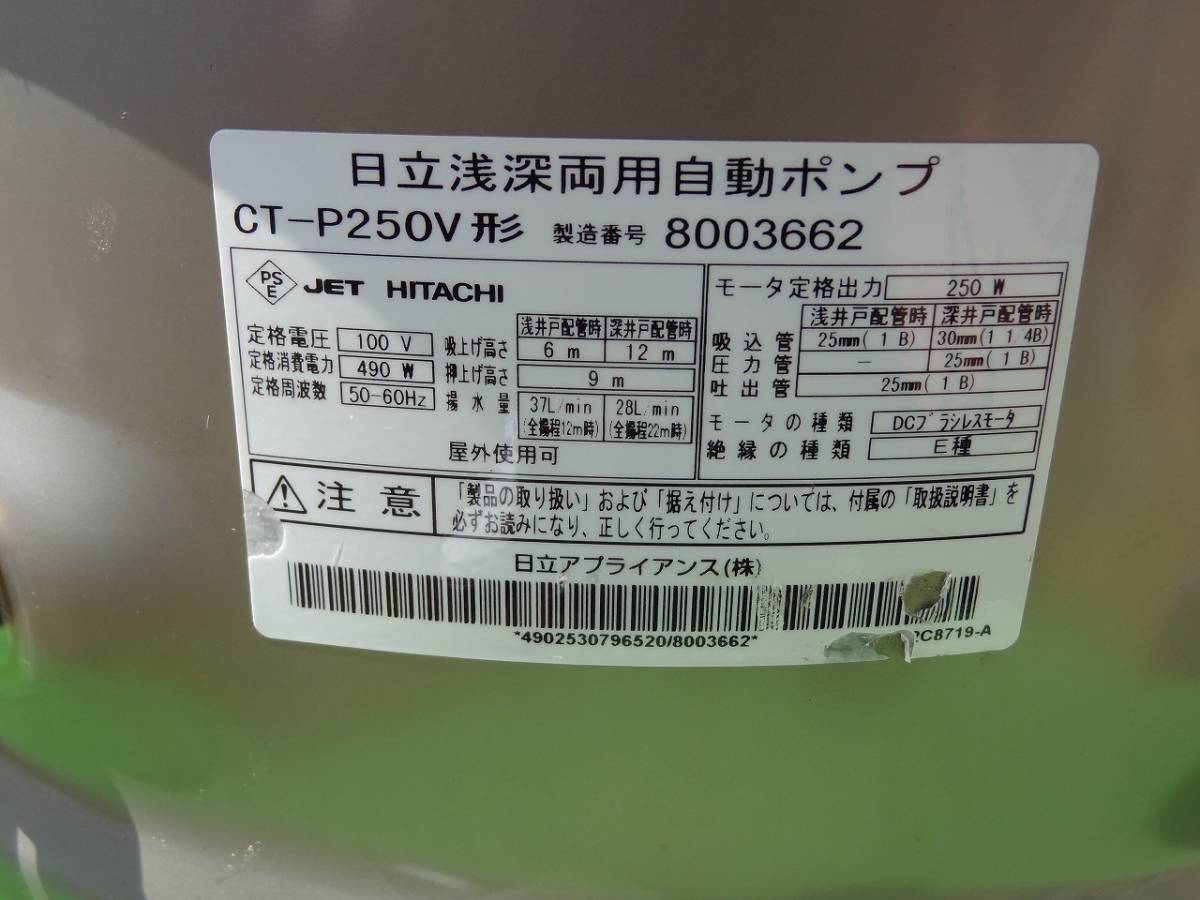 日立浅深両用自動ポンプ
CT-P250V形 製造番号 8003662
PSE JET HITACHI
定格電圧 100 V
定格消費電力 490 W
定格周波数 50-60Hz
浅井戸配管時 深井戸配管時
吸上げ高さ 6 m 12 m
押上げ高さ 9 m
揚水量 37L/min 28L/min
(全揚程12m時) (全揚程22m時)
屋外使用可
モータ定格出力 250 W
浅井戸配管時 深井戸配管時
吸込管 25mm(1B) 30mm(1 1/4B)
圧力管 － 25mm(1B)
吐出管 25mm(1B)
モータの種類 DCブラシレスモータ
絶縁の種類 E種
注意 「製品の取り扱い」および「据え付け」については、付属の「取扱説明書」を
必ずお読みになり、正しく行ってください。
日立アプライアンス(株)
*4902530796520/8003662*
2C8719-A